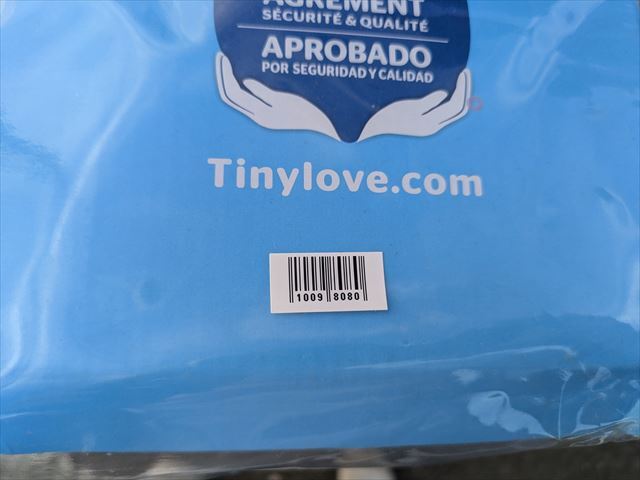 AGRÉMENT
SÉCURITÉ & QUALITÉ
APROBADO
POR SEGURIDAD Y CALIDAD
Tinylove.com
1009 8080